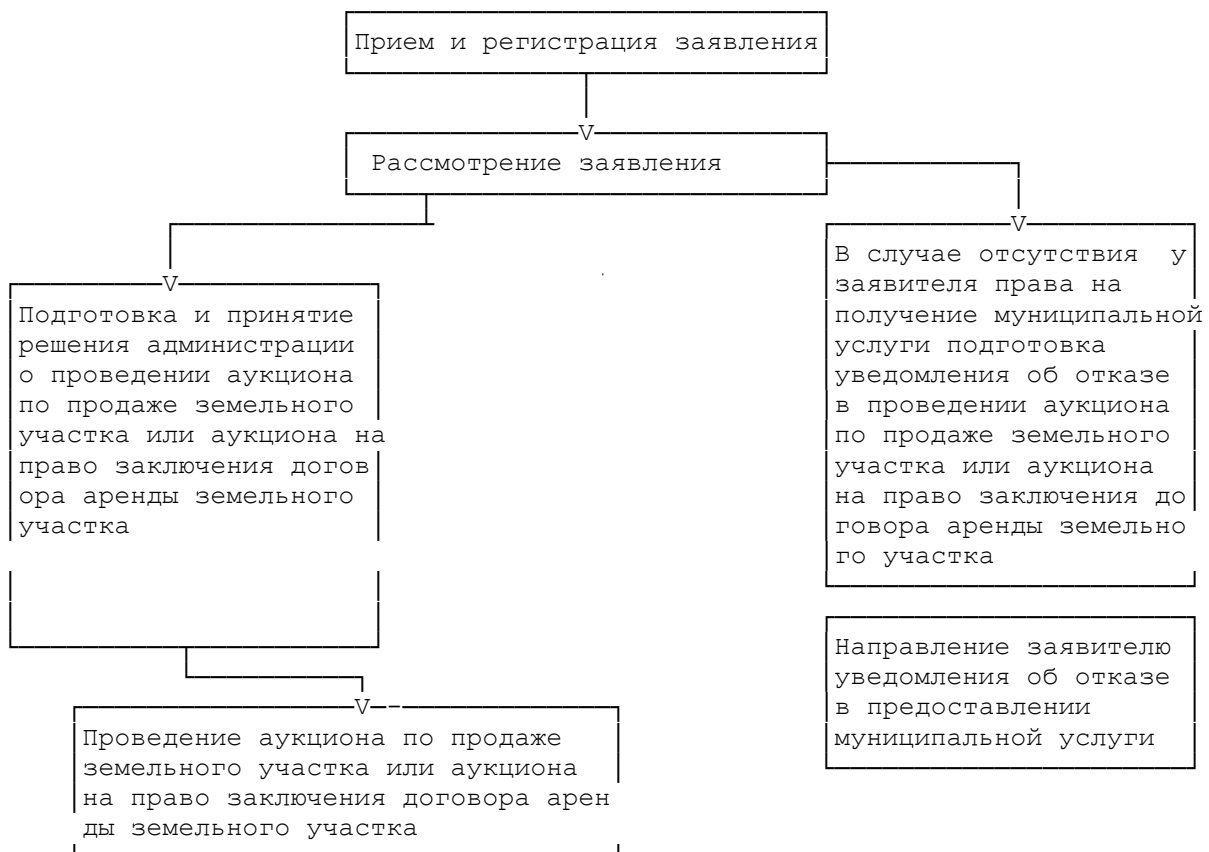 Прием и регистрация заявления
Рассмотрение заявления
Подготовка и принятие
решения администрации
о проведении аукциона
по продаже земельного
участка или аукциона на
право заключения догов
ора аренды земельного
участка
В случае отсутствия у
заявителя права на
получение муниципальной
услуги подготовка
уведомления об отказе
в проведении аукциона
по продаже земельного
участка или аукциона
на право заключения до
говора аренды земельно
го участка
Направление заявителю
уведомления об отказе
в предоставлении
муниципальной услуги
Проведение аукциона по продаже
земельного участка или аукциона
на право заключения договора арен
ды земельного участка